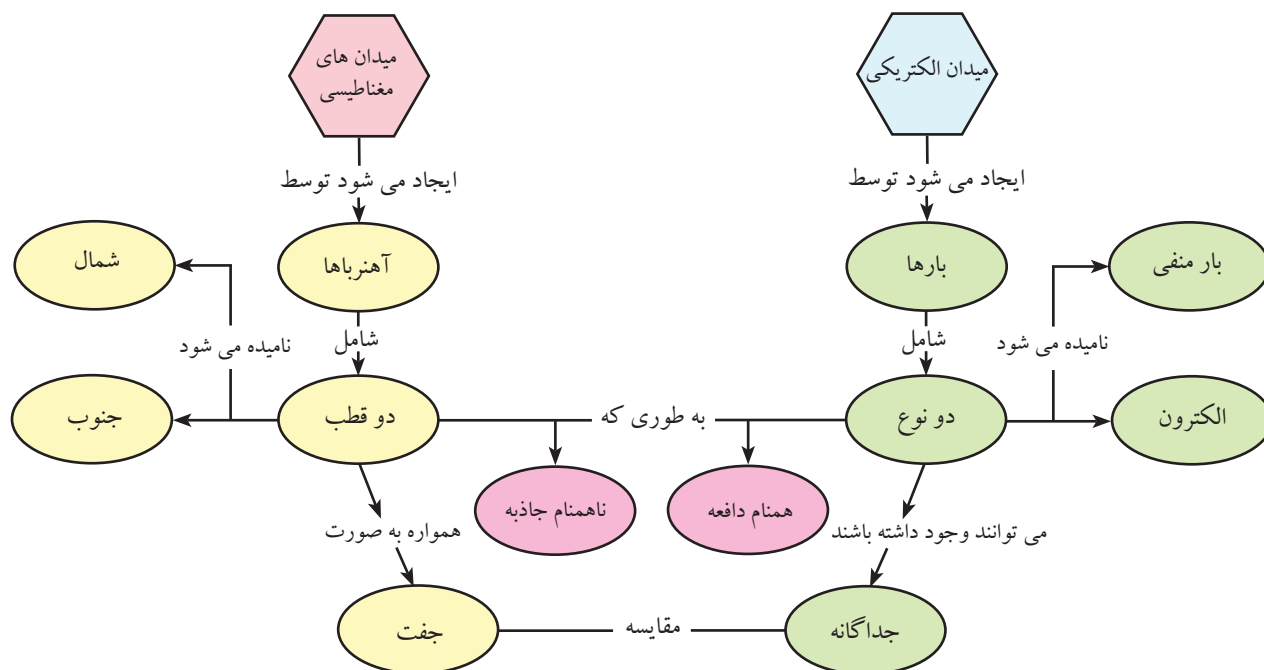 میدان الکتریکی
میدان های
مغناطیسی
ایجاد می شود توسط
ایجاد می شود توسط
بار منفی
بارها
آهنرباها
شمال
نامیده می شود
شامل
شامل
نامیده می شود
الکترون
دو نوع
به طوری که
دو قطب
جنوب
همنام دافعه
ناهمنام جاذبه
می توانند وجود داشته باشند
همواره به صورت
جداگانه
مقایسه
جفت